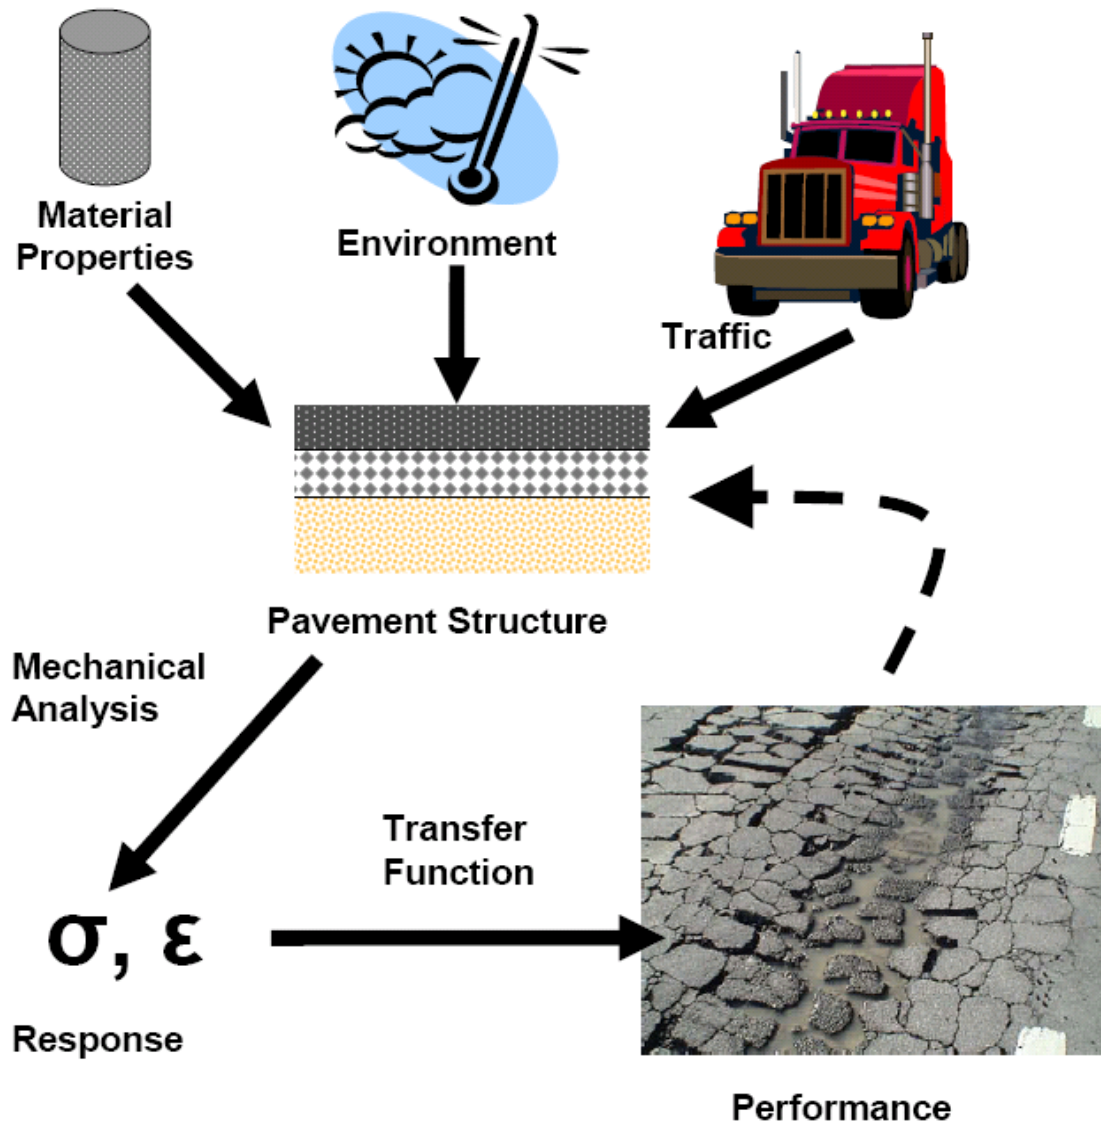 Material
Properties
Environment
Traffic
Pavement Structure
Mechanical
Analysis
Transfer
Function
σ, ε
Response
Performance